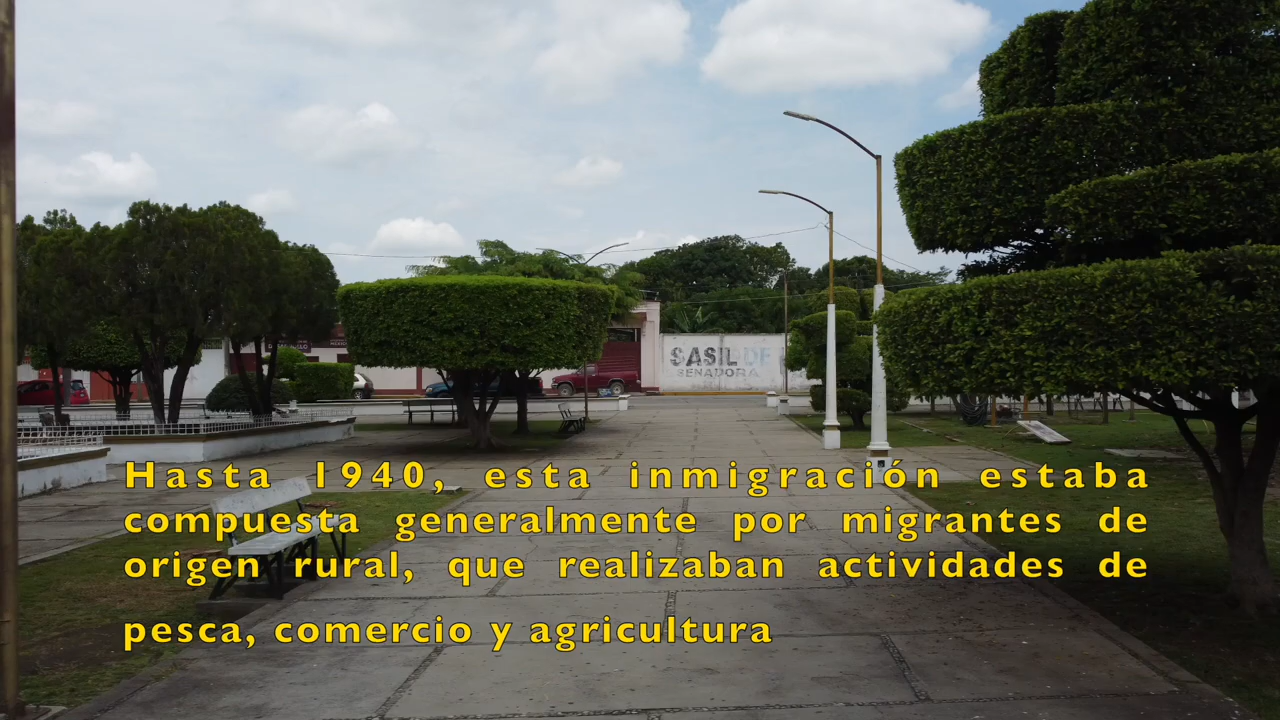 SASIL DE
SENADORA
Hasta 1940, esta inmigración estaba
compuesta generalmente por migrantes de
origen rural, que realizaban actividades de
pesca, comercio y agricultura